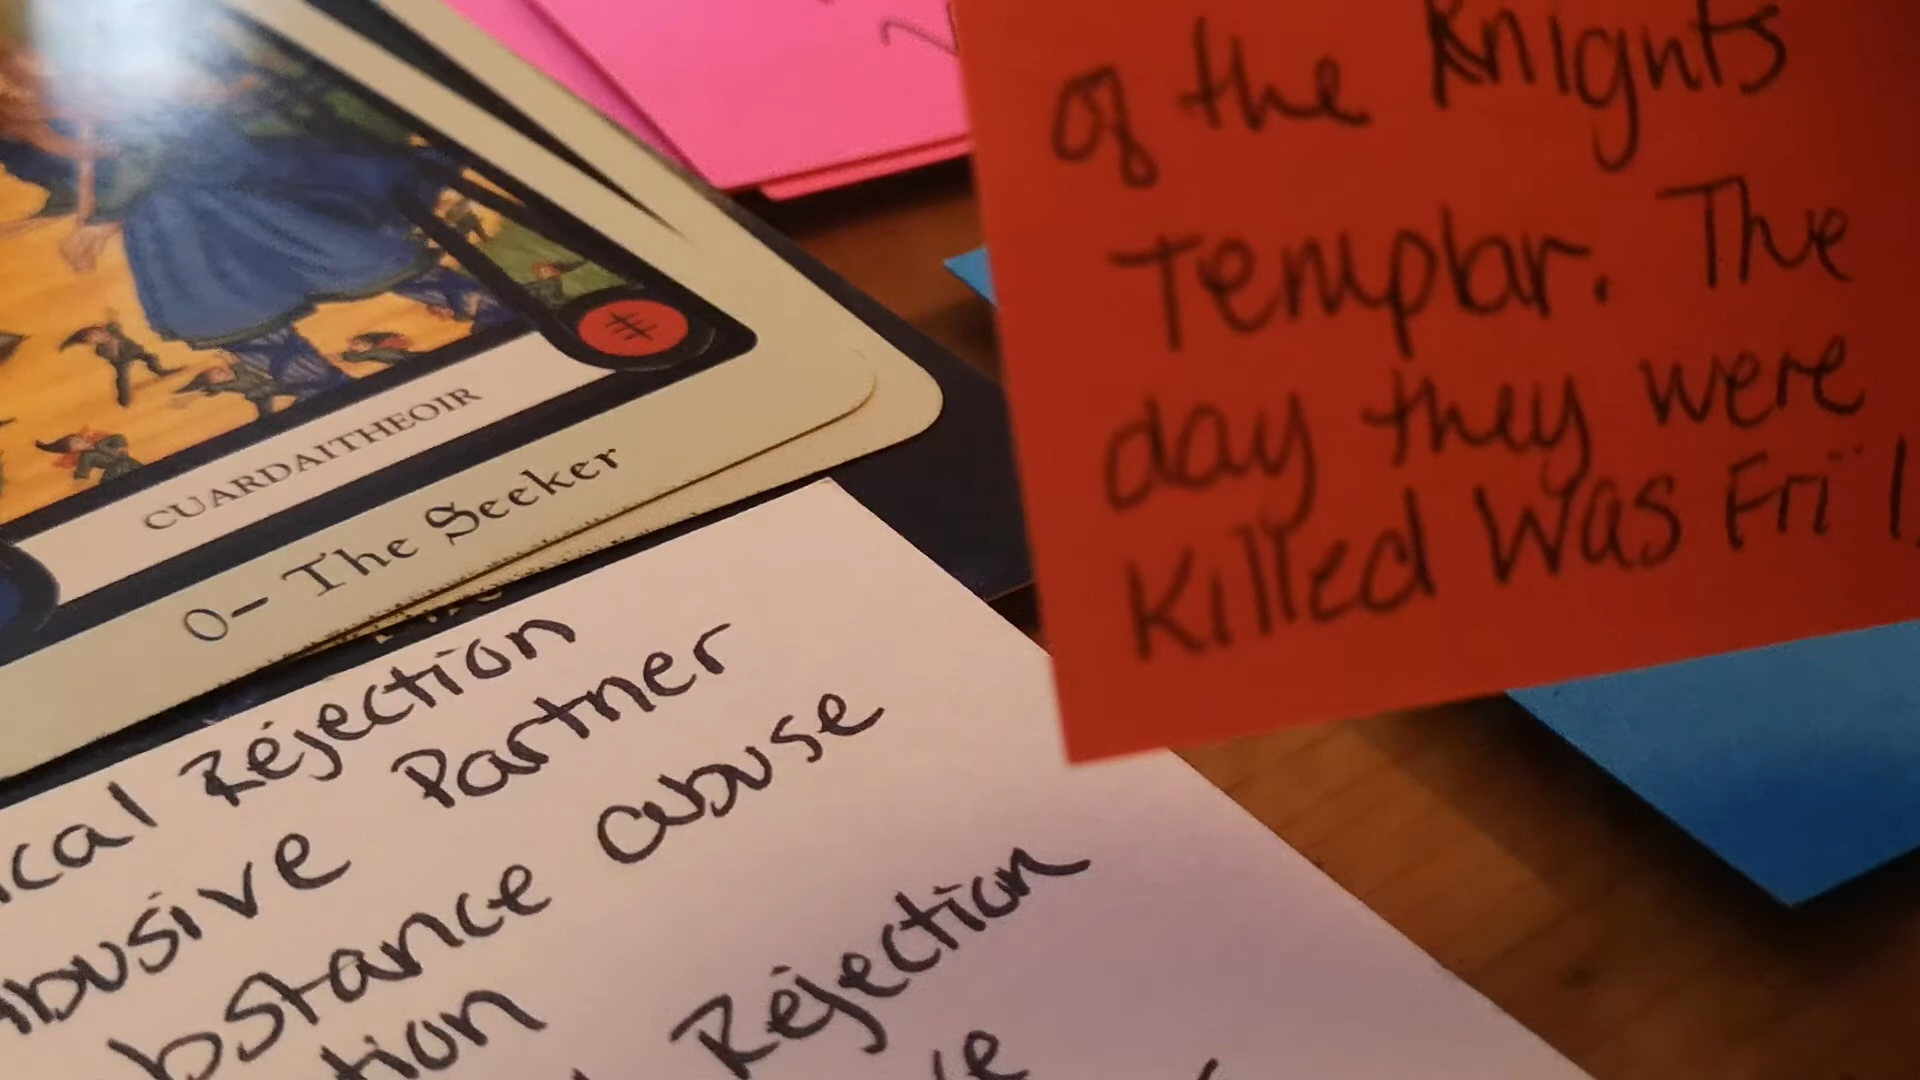 of the Knights
Templar. The
day they were
Killed Was Fri
CUARDAITHEOIR
0- The Seeker
ical Rejection
Abusive Partner
bstance abuse
tion
Rejection